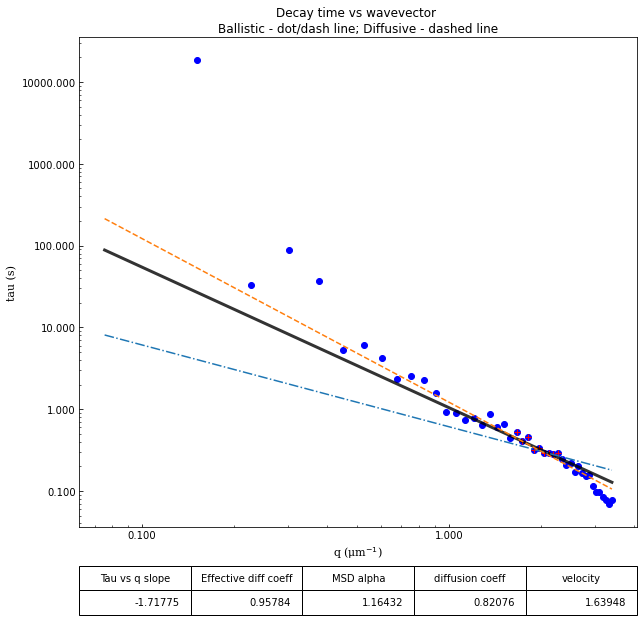 Decay time vs wavevector
Ballistic - dot/dash line; Diffusive - dashed line
10000.000
1000.000
100.000
10.000
1.000
0.100
tau (s)
0.100 1.000
q (μm⁻¹)
Tau vs q slope Effective diff coeff MSD alpha diffusion coeff velocity
-1.71775 0.95784 1.16432 0.82076 1.63948